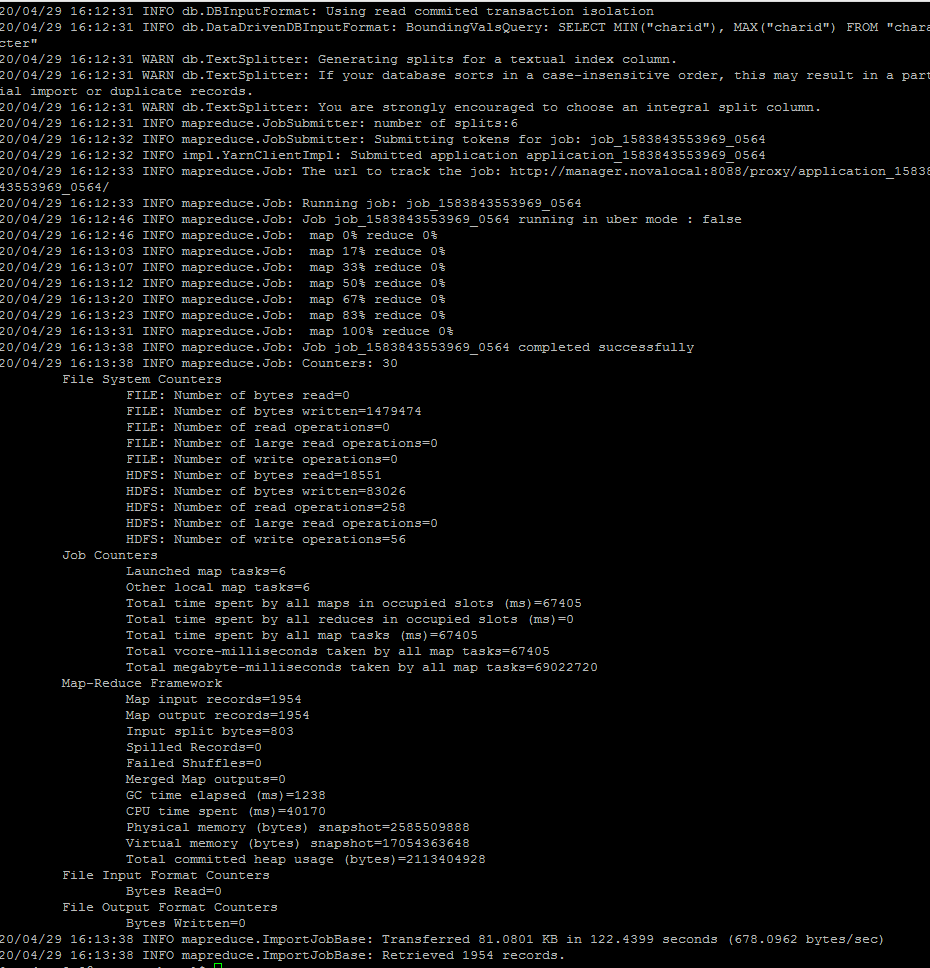 20/04/29 16:12:31 INFO db.DBInputFormat: Using read commited transaction isolation
20/04/29 16:12:31 INFO db.DataDrivenDBInputFormat: BoundingValsQuery: SELECT MIN("charid"), MAX("charid") FROM "chara
cter"
20/04/29 16:12:31 WARN db.TextSplitter: Generating splits for a textual index column.
20/04/29 16:12:31 WARN db.TextSplitter: If your database sorts in a case-insensitive order, this may result in a part
ial import or duplicate records.
20/04/29 16:12:31 WARN db.TextSplitter: You are strongly encouraged to choose an integral split column.
20/04/29 16:12:31 INFO mapreduce.JobSubmitter: number of splits:6
20/04/29 16:12:32 INFO mapreduce.JobSubmitter: Submitting tokens for job: job_1583843553969_0564
20/04/29 16:12:32 INFO impl.YarnClientImpl: Submitted application application_1583843553969_0564
20/04/29 16:12:33 INFO mapreduce.Job: The url to track the job: http://manager.novalocal:8088/proxy/application_15838
43553969_0564/
20/04/29 16:12:33 INFO mapreduce.Job: Running job: job_1583843553969_0564
20/04/29 16:12:46 INFO mapreduce.Job: Job job_1583843553969_0564 running in uber mode : false
20/04/29 16:12:46 INFO mapreduce.Job:  map 0% reduce 0%
20/04/29 16:13:03 INFO mapreduce.Job:  map 17% reduce 0%
20/04/29 16:13:07 INFO mapreduce.Job:  map 33% reduce 0%
20/04/29 16:13:12 INFO mapreduce.Job:  map 50% reduce 0%
20/04/29 16:13:20 INFO mapreduce.Job:  map 67% reduce 0%
20/04/29 16:13:23 INFO mapreduce.Job:  map 83% reduce 0%
20/04/29 16:13:31 INFO mapreduce.Job:  map 100% reduce 0%
20/04/29 16:13:38 INFO mapreduce.Job: Job job_1583843553969_0564 completed successfully
20/04/29 16:13:38 INFO mapreduce.Job: Counters: 30
File System Counters
FILE: Number of bytes read=0
FILE: Number of bytes written=1479474
FILE: Number of read operations=0
FILE: Number of large read operations=0
FILE: Number of write operations=0
HDFS: Number of bytes read=18551
HDFS: Number of bytes written=83026
HDFS: Number of read operations=258
HDFS: Number of large read operations=0
HDFS: Number of write operations=56
Job Counters
Launched map tasks=6
Other local map tasks=6
Total time spent by all maps in occupied slots (ms)=67405
Total time spent by all reduces in occupied slots (ms)=0
Total time spent by all map tasks (ms)=67405
Total vcore-milliseconds taken by all map tasks=67405
Total megabyte-milliseconds taken by all map tasks=69022720
Map-Reduce Framework
Map input records=1954
Map output records=1954
Input split bytes=803
Spilled Records=0
Failed Shuffles=0
Merged Map outputs=0
GC time elapsed (ms)=1238
CPU time spent (ms)=40170
Physical memory (bytes) snapshot=2585509888
Virtual memory (bytes) snapshot=17054363648
Total committed heap usage (bytes)=2113404928
File Input Format Counters
Bytes Read=0
File Output Format Counters
Bytes Written=0
20/04/29 16:13:38 INFO mapreduce.ImportJobBase: Transferred 81.0801 KB in 122.4399 seconds (678.0962 bytes/sec)
20/04/29 16:13:38 INFO mapreduce.ImportJobBase: Retrieved 1954 records.